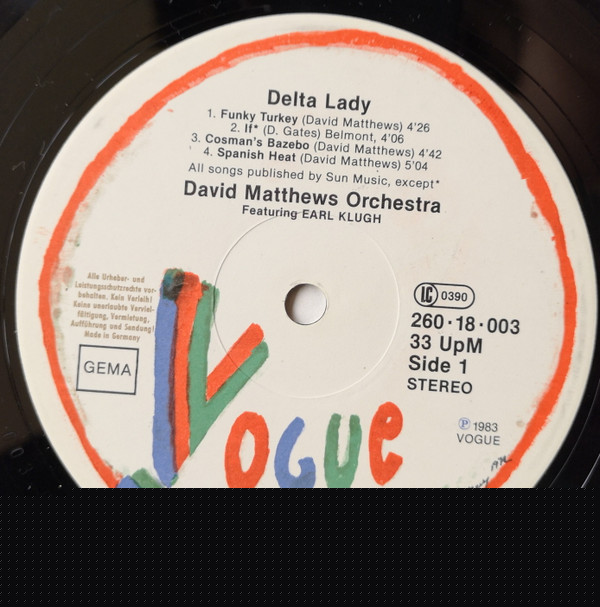 Delta Lady
1. Funky Turkey (David Matthews) 4'26
2. If* (D. Gates) Belmont, 4'06
3. Cosman's Bazebo (David Matthews) 4'42
4. Spanish Heat (David Matthews) 5'04
All songs published by Sun Music, except*
David Matthews Orchestra
Featuring EARL KLUGH
Alle Urheber- und
Leistungsschutzrechte vor-
behalten. Kein Verleih!
Keine unerlaubte Verviel-
fältigung, Vermietung,
Aufführung und Sendung!
Made in Germany
GEMA
LC 0390
260·18·003
33 UpM
Side 1
STEREO
℗ 1983
VOGUE
VOGUe